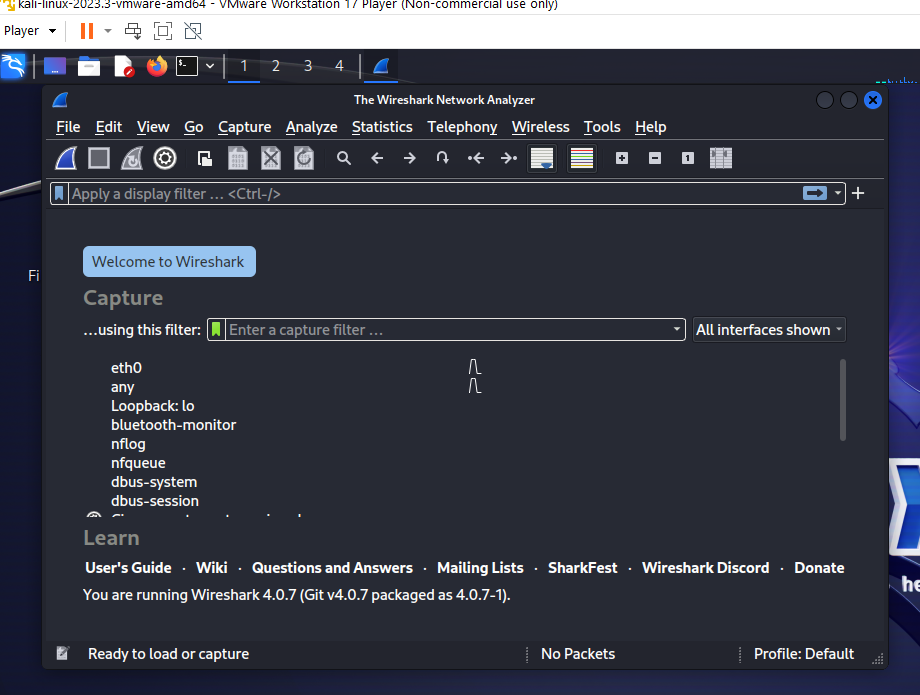 kali-linux-2023.3-vmware-amd64 - VMware Workstation 17 Player (Non-commercial use only)
Player
1 2 3 4
The Wireshark Network Analyzer
File Edit View Go Capture Analyze Statistics Telephony Wireless Tools Help
Apply a display filter … <Ctrl-/>
Fi
Welcome to Wireshark
Capture
…using this filter: Enter a capture filter … All interfaces shown
eth0
any
Loopback: lo
bluetooth-monitor
nflog
nfqueue
dbus-system
dbus-session
Learn
User's Guide · Wiki · Questions and Answers · Mailing Lists · SharkFest · Wireshark Discord · Donate
he
You are running Wireshark 4.0.7 (Git v4.0.7 packaged as 4.0.7-1).
Ready to load or capture No Packets Profile: Default